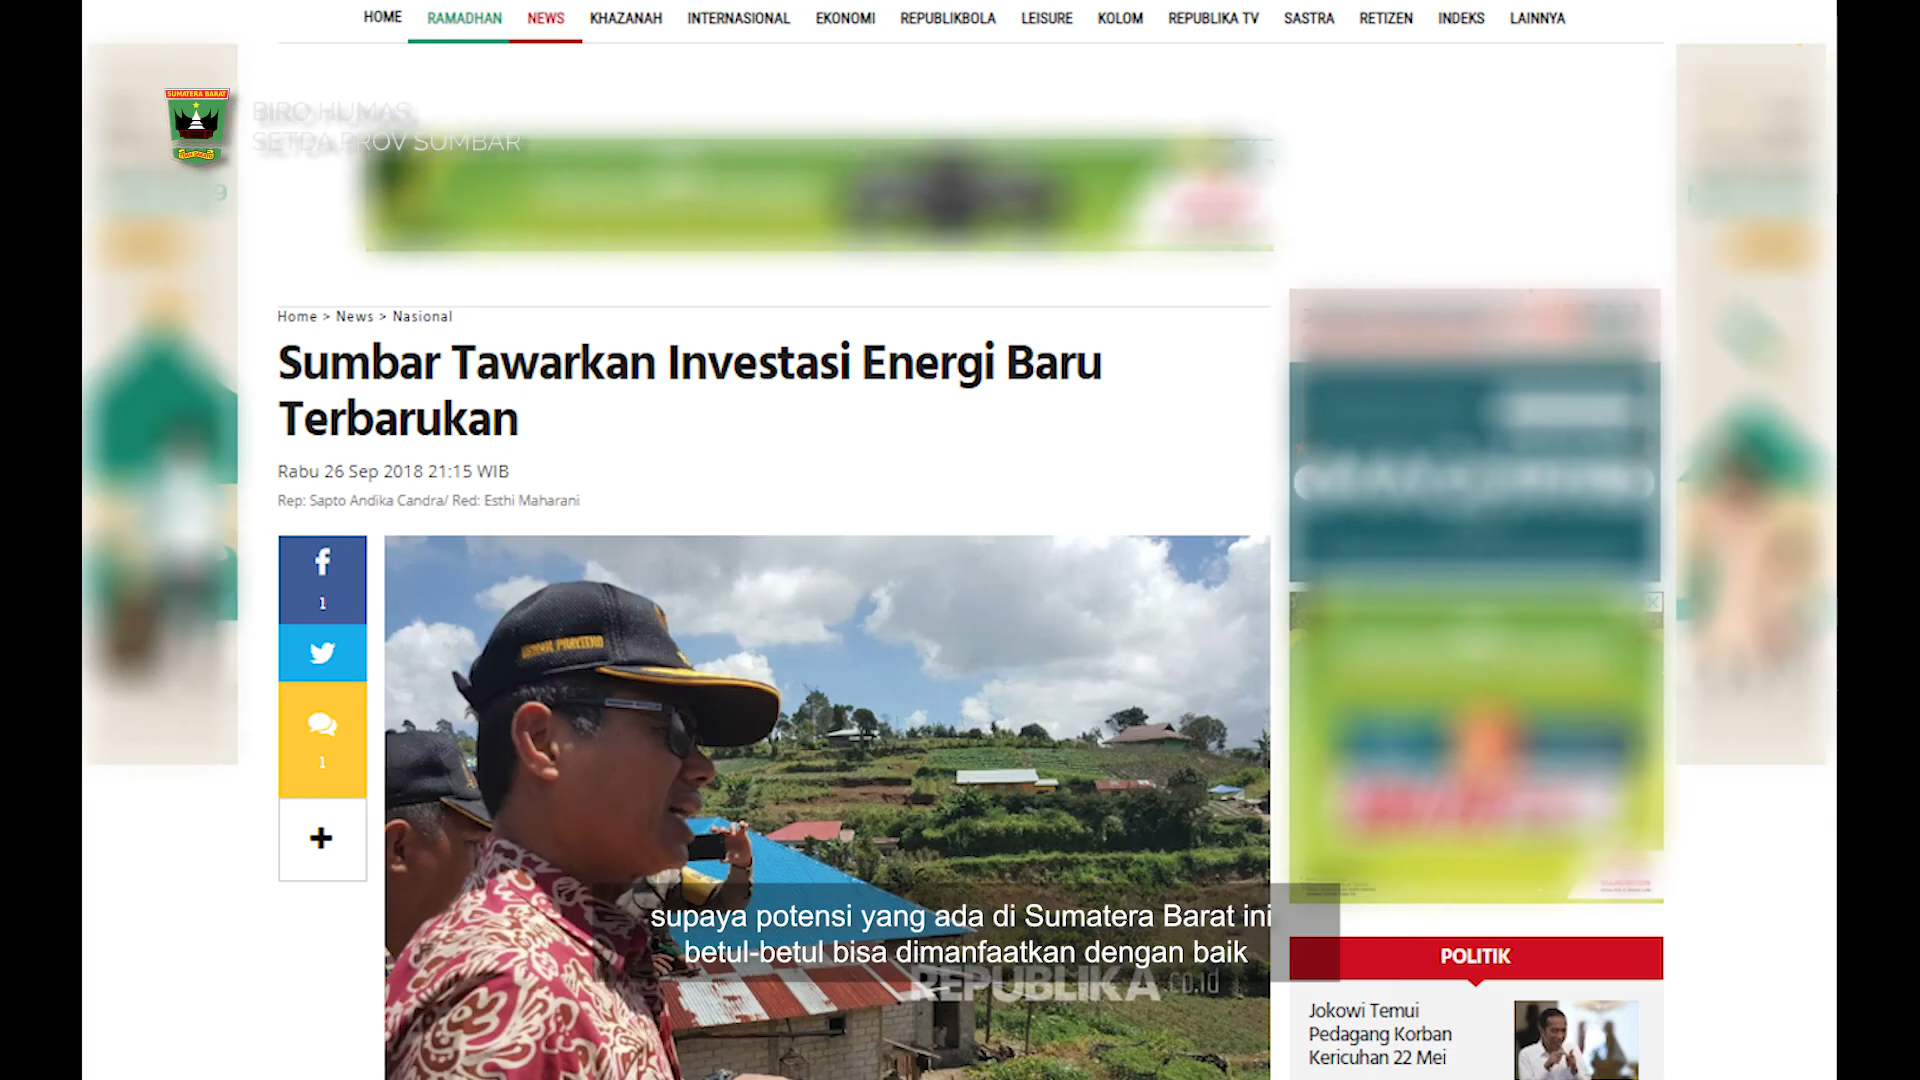 HOME RAMADHAN NEWS KHAZANAH INTERNASIONAL EKONOMI REPUBLIKBOLA LEISURE KOLOM REPUBLIKA TV SASTRA RETIZEN INDEKS LAINNYA
SUMATERA BARAT
BIRO HUMAS
SETDA PROV SUMBAR
Home > News > Nasional
Sumbar Tawarkan Investasi Energi Baru
Terbarukan
Rabu 26 Sep 2018 21:15 WIB
Rep: Sapto Andika Candra/ Red: Esthi Maharani
1
1
+
IRWAN PRAYITNO
supaya potensi yang ada di Sumatera Barat ini
betul-betul bisa dimanfaatkan dengan baik
REPUBLIKA.co.id
POLITIK
Jokowi Temui
Pedagang Korban
Kericuhan 22 Mei